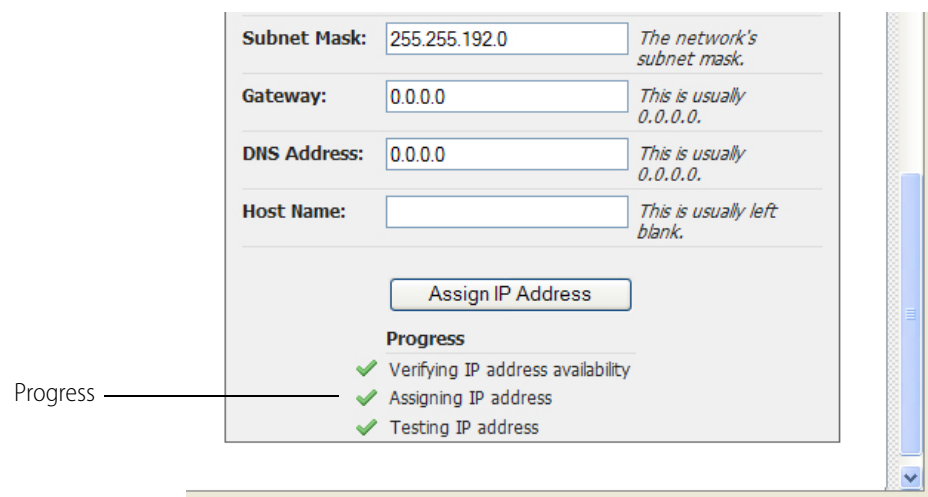 Subnet Mask: 255.255.192.0 The network's
subnet mask.
Gateway: 0.0.0.0 This is usually
0.0.0.0.
DNS Address: 0.0.0.0 This is usually
0.0.0.0.
Host Name: This is usually left
blank.
Assign IP Address
Progress
Verifying IP address availability
Progress Assigning IP address
Testing IP address